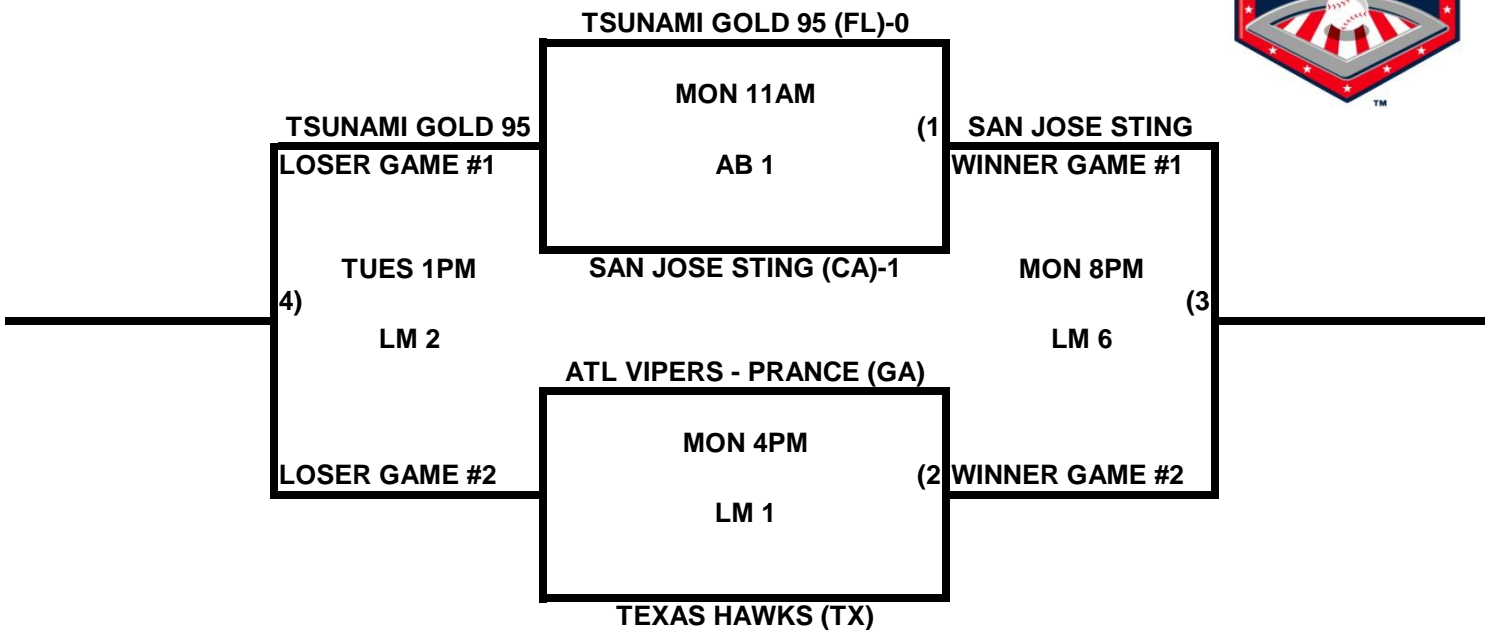 TSUNAMI GOLD 95 (FL)-0
MON 11AM
TM
TSUNAMI GOLD 95
(1
SAN JOSE STING
LOSER GAME #1
AB 1
WINNER GAME #1
TUES 1PM
SAN JOSE STING (CA)-1
MON 8PM
4)
(3
LM 2
LM 6
ATL VIPERS - PRANCE (GA)
MON 4PM
LOSER GAME #2
(2
WINNER GAME #2
LM 1
TEXAS HAWKS (TX)